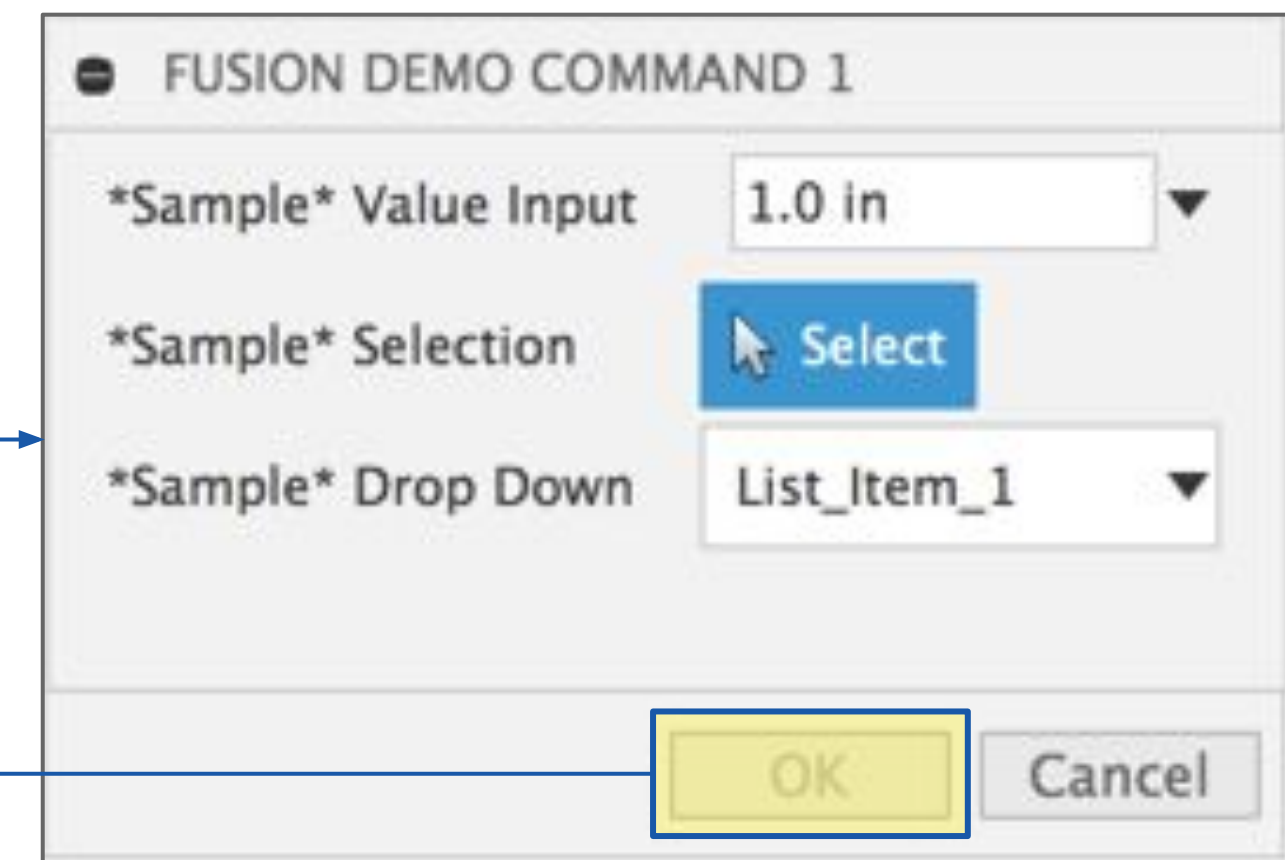 FUSION DEMO COMMAND 1
*Sample* Value Input 1.0 in
*Sample* Selection Select
*Sample* Drop Down List_Item_1
OK Cancel